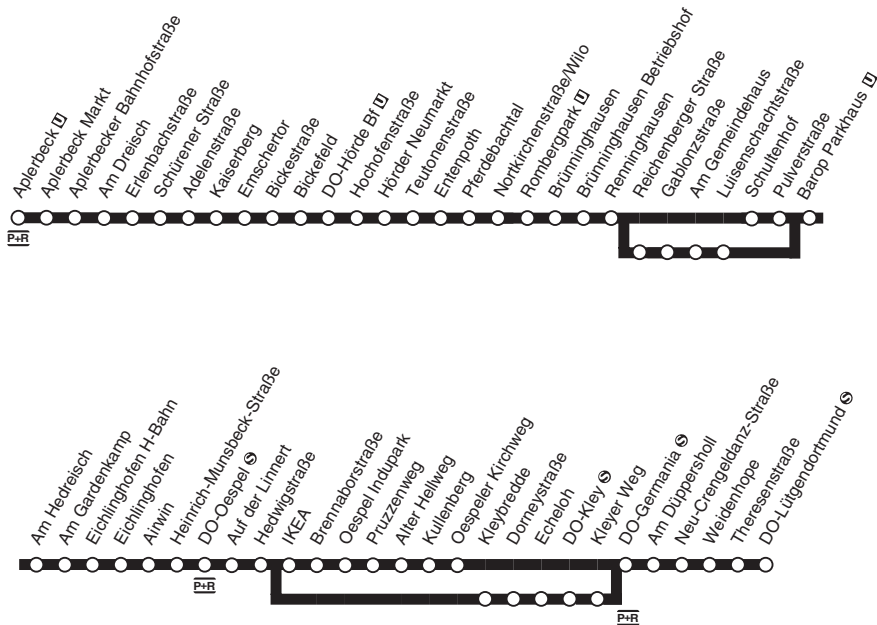 Aplerbeck U
Aplerbeck Markt
Aplerbecker Bahnhofstraße
Am Dreisch
Erlenbachstraße
Schürener Straße
Adelenstraße
Kaiserberg
Emschertor
Bickestraße
Bickefeld
DO-Hörde Bf U
Hochofenstraße
Hörder Neumarkt
Teutonenstraße
Entenpoth
Pferdebachtal
Nortkirchenstraße/Wilo
Rombergpark U
Brünninghausen
Brünninghausen Betriebshof
Renninghausen
Reichenberger Straße
Gablonzstraße
Am Gemeindehaus
Luisenschachtstraße
Schultenhof
Pulverstraße
Barop Parkhaus U
P+R
Am Hedreisch
Am Gardenkamp
Eichlinghofen H-Bahn
Eichlinghofen
Airwin
Heinrich-Munsbeck-Straße
DO-Oespel S
Auf der Linnert
Hedwigstraße
IKEA
Brennaborstraße
Oespel Indupark
Pruzzenweg
Alter Hellweg
Kullenberg
Oespeler Kirchweg
Kleybredde
Dorneystraße
Echeloh
DO-Kley S
Kleyer Weg
DO-Germania S
Am Düppersholl
Neu-Crengeldanz-Straße
Weidenhope
Theresenstraße
DO-Lütgendortmund S
P+R
P+R